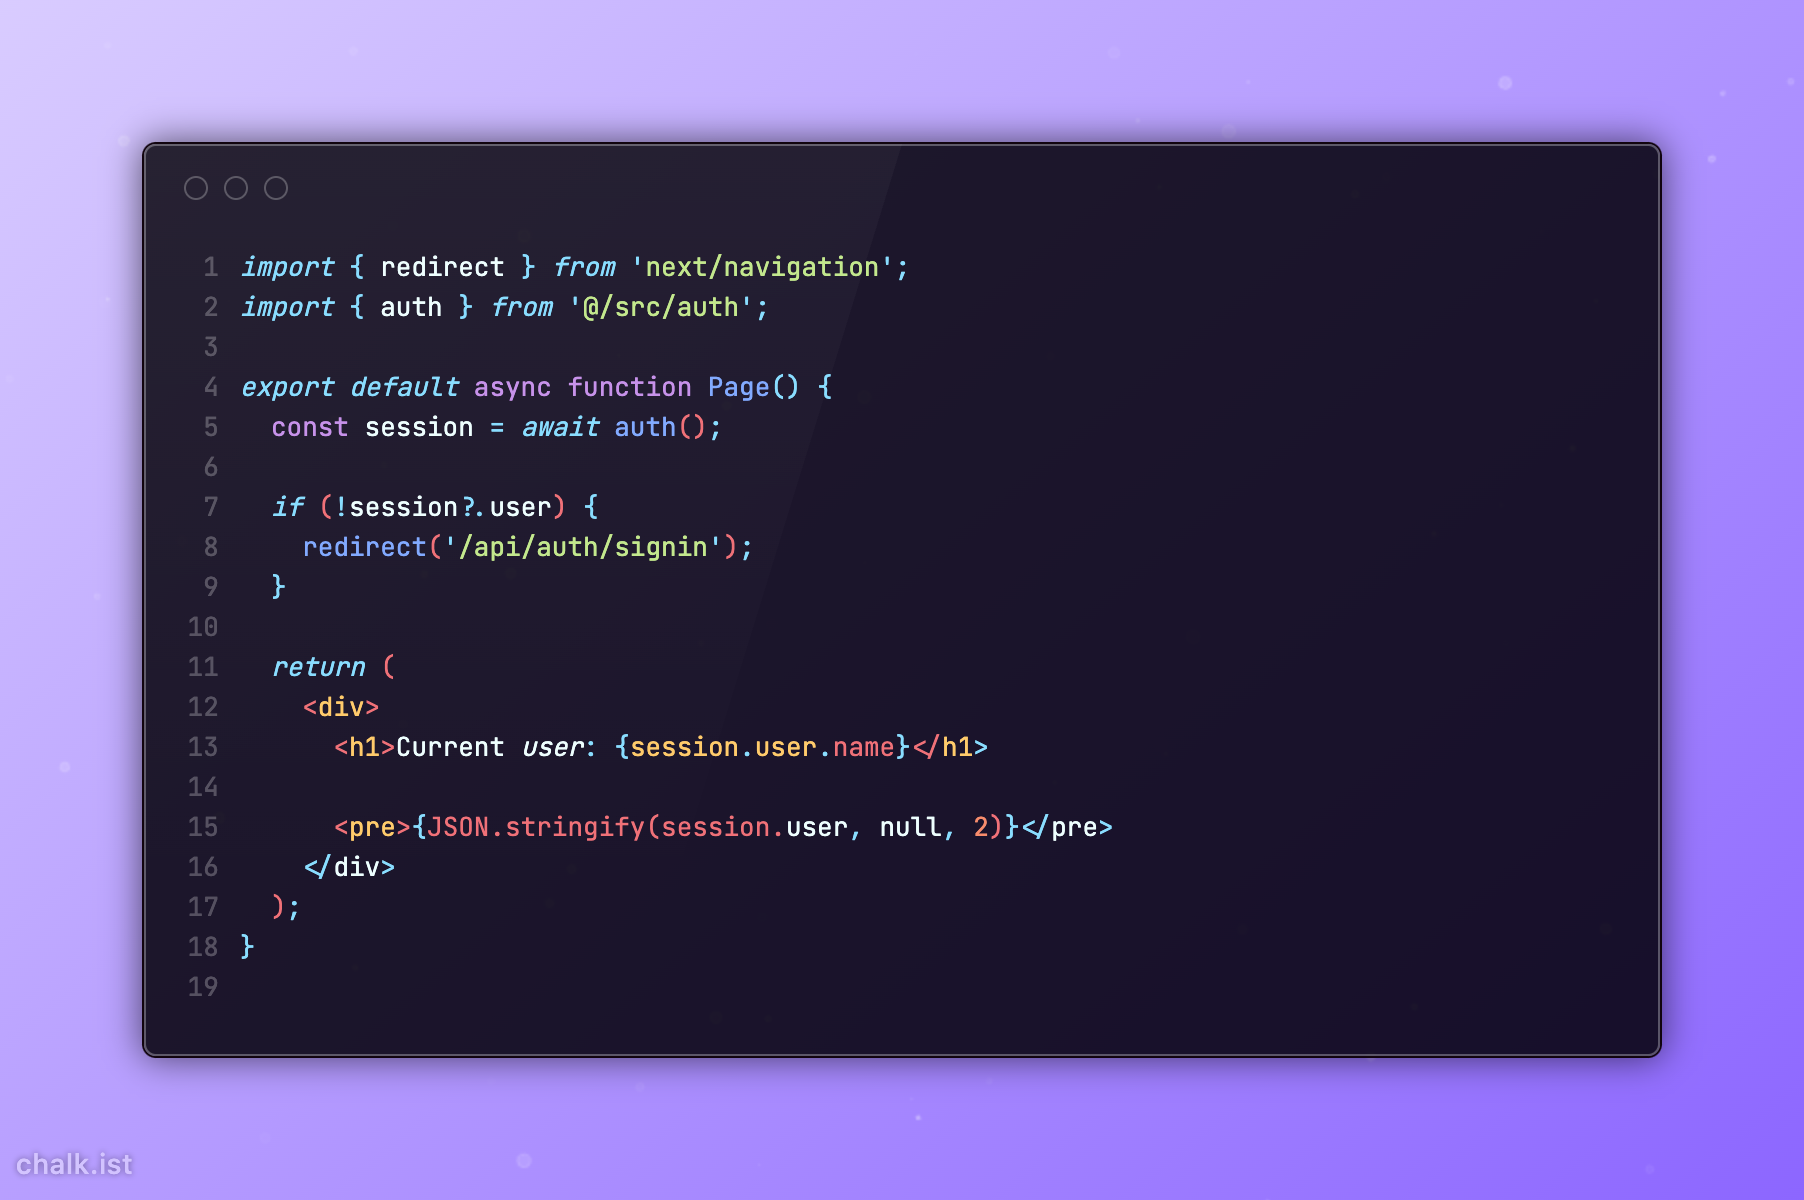 1 import { redirect } from 'next/navigation';
2 import { auth } from '@/src/auth';
3
4 export default async function Page() {
5   const session = await auth();
6
7   if (!session?.user) {
8     redirect('/api/auth/signin');
9   }
10
11   return (
12     <div>
13       <h1>Current user: {session.user.name}</h1>
14
15       <pre>{JSON.stringify(session.user, null, 2)}</pre>
16     </div>
17   );
18 }
19
chalk.ist